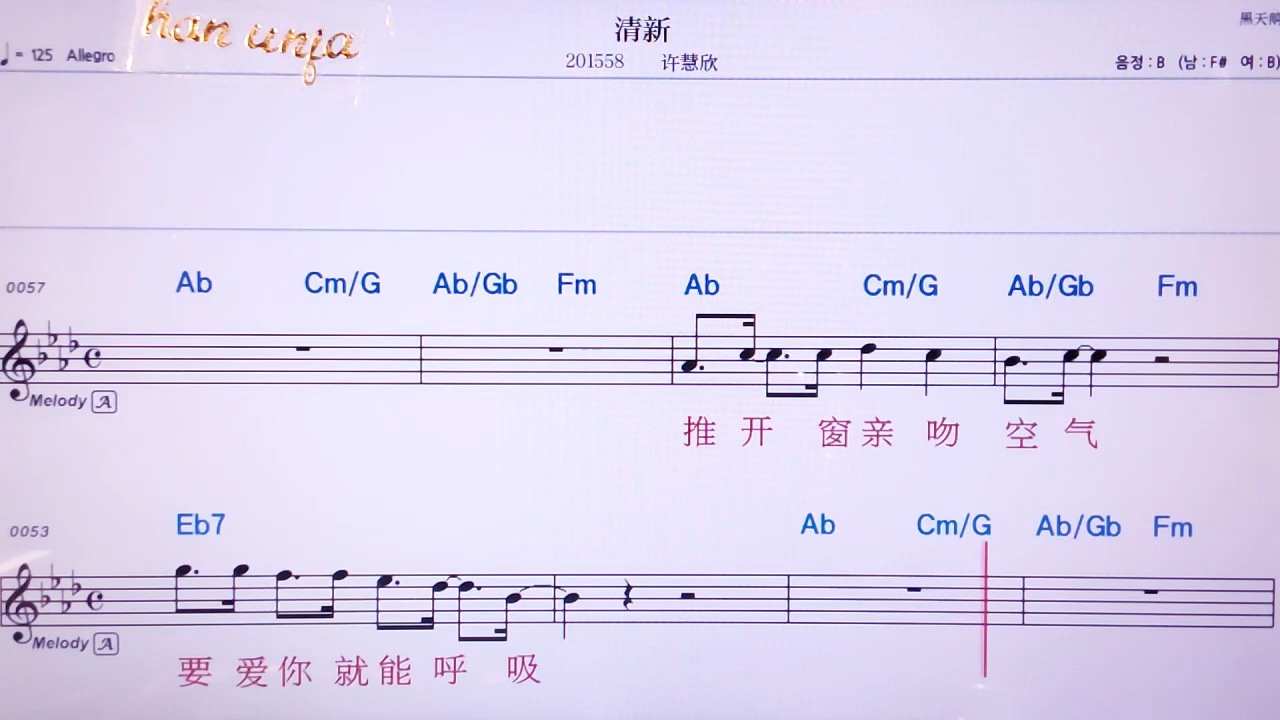 han unja
清新
黑天
♩= 125 Allegro
201558 许慧欣
음정 : B (남 : F# 여 : B)
Ab Cm/G Ab/Gb Fm Ab Cm/G Ab/Gb Fm
0057
Melody A
推 开 窗 亲 吻 空 气
Eb7 Ab Cm/G Ab/Gb Fm
0053
Melody A
要 爱 你 就 能 呼 吸